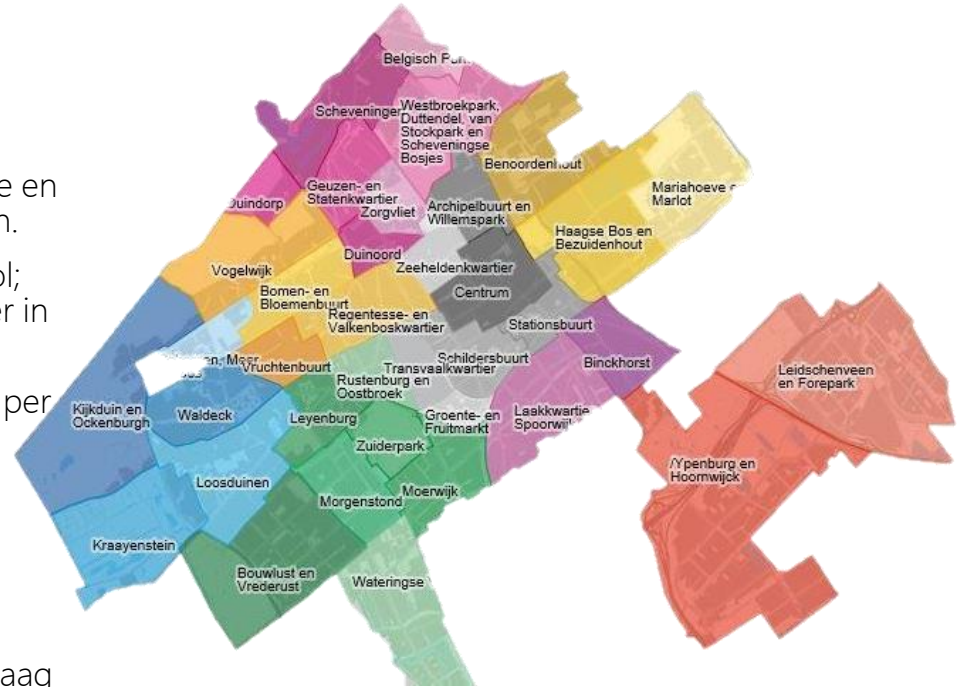 e en
n.
ol;
er in
per
aag
Belgisch
Scheveningen
Westbroekpark,
Duttendel, van
Stockpark en
Scheveningse
Bosjes
Benoordenhout
Mariahoeve
Marlot
Geuzen- en
Statenkwartier
Zorgvliet
Duindorp
Archipelbuurt en
Willemspark
Haagse Bos en
Bezuidenhout
Duinoord
Zeeheldenkwartier
Vogelwijk
Centrum
Bomen- en
Bloemenbuurt
Regentesse- en
Valkenboskwartier
Stationsbuurt
en, Meer
Vruchtenbuurt
Schildersbuurt
Transvaalkwartier
Binckhorst
Leidschenveen
en Forepark
Rustenburg en
Oostbroek
Kijkduin en
Ockenburgh
Waldeck
Leyenburg
Groente- en
Fruitmarkt
Laakkwartie
Spoorwijk
Zuiderpark
Ypenburg en
Hoornwijck
Loosduinen
Morgenstond
Moerwijk
Kraayenstein
Bouwlust en
Vrederust
Wateringse